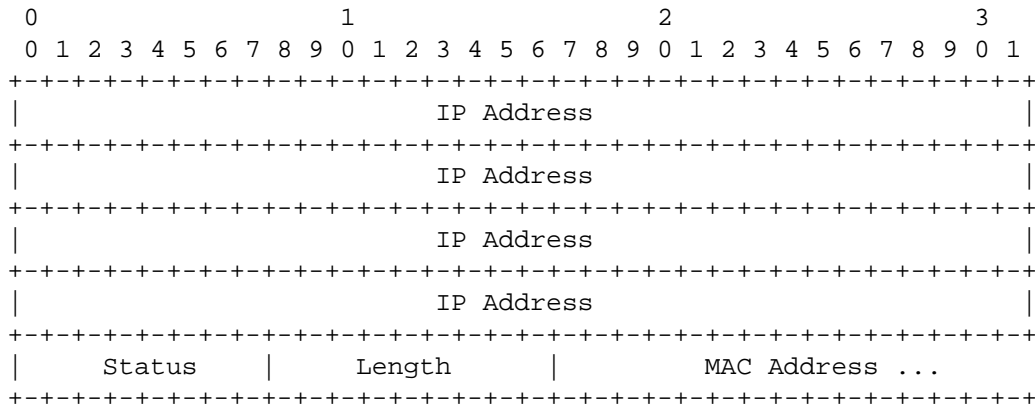 0                   1                   2                   3
 0 1 2 3 4 5 6 7 8 9 0 1 2 3 4 5 6 7 8 9 0 1 2 3 4 5 6 7 8 9 0 1
+-+-+-+-+-+-+-+-+-+-+-+-+-+-+-+-+-+-+-+-+-+-+-+-+-+-+-+-+-+-+-+-+
|                          IP Address                           |
+-+-+-+-+-+-+-+-+-+-+-+-+-+-+-+-+-+-+-+-+-+-+-+-+-+-+-+-+-+-+-+-+
|                          IP Address                           |
+-+-+-+-+-+-+-+-+-+-+-+-+-+-+-+-+-+-+-+-+-+-+-+-+-+-+-+-+-+-+-+-+
|                          IP Address                           |
+-+-+-+-+-+-+-+-+-+-+-+-+-+-+-+-+-+-+-+-+-+-+-+-+-+-+-+-+-+-+-+-+
|                          IP Address                           |
+-+-+-+-+-+-+-+-+-+-+-+-+-+-+-+-+-+-+-+-+-+-+-+-+-+-+-+-+-+-+-+-+
|     Status    |     Length      |         MAC Address ...
+-+-+-+-+-+-+-+-+-+-+-+-+-+-+-+-+-+-+-+-+-+-+-+-+-+-+-+-+-+-+-+-+